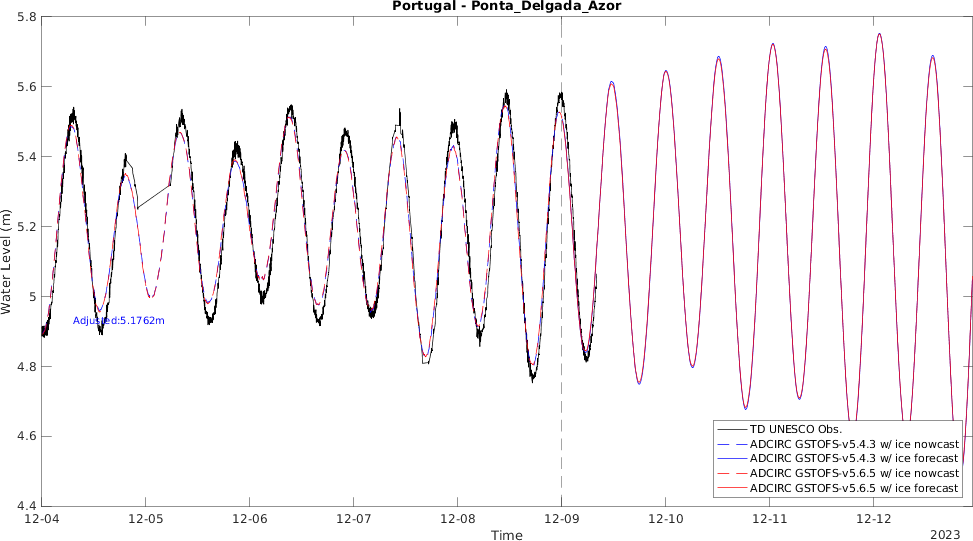 Portugal - Ponta_Delgada_Azor
5.8
5.6
5.4
5.2
5
4.8
4.6
4.4
Water Level (m)
Adjusted:5.1762m
TD UNESCO Obs.
ADCIRC GSTOFS-v5.4.3 w/ ice nowcast
ADCIRC GSTOFS-v5.4.3 w/ ice forecast
ADCIRC GSTOFS-v5.6.5 w/ ice nowcast
ADCIRC GSTOFS-v5.6.5 w/ ice forecast
12-04 12-05 12-06 12-07 12-08 12-09 12-10 12-11 12-12
Time
2023